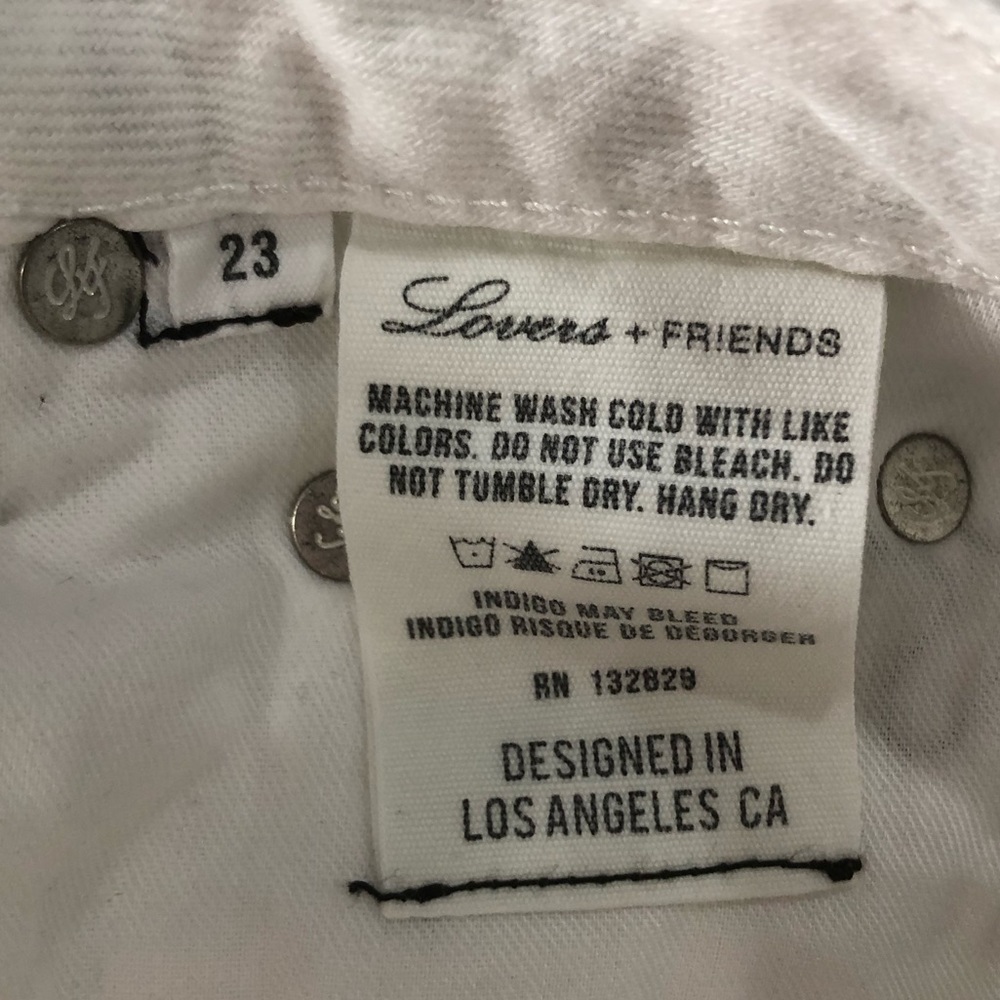 23
Lovers + FRIENDS
MACHINE WASH COLD WITH LIKE
COLORS. DO NOT USE BLEACH. DO
NOT TUMBLE DRY. HANG DRY.
INDIGO MAY BLEED
INDIGO RISQUE DE DÉGORGER
RN 132829
DESIGNED IN
LOS ANGELES CA